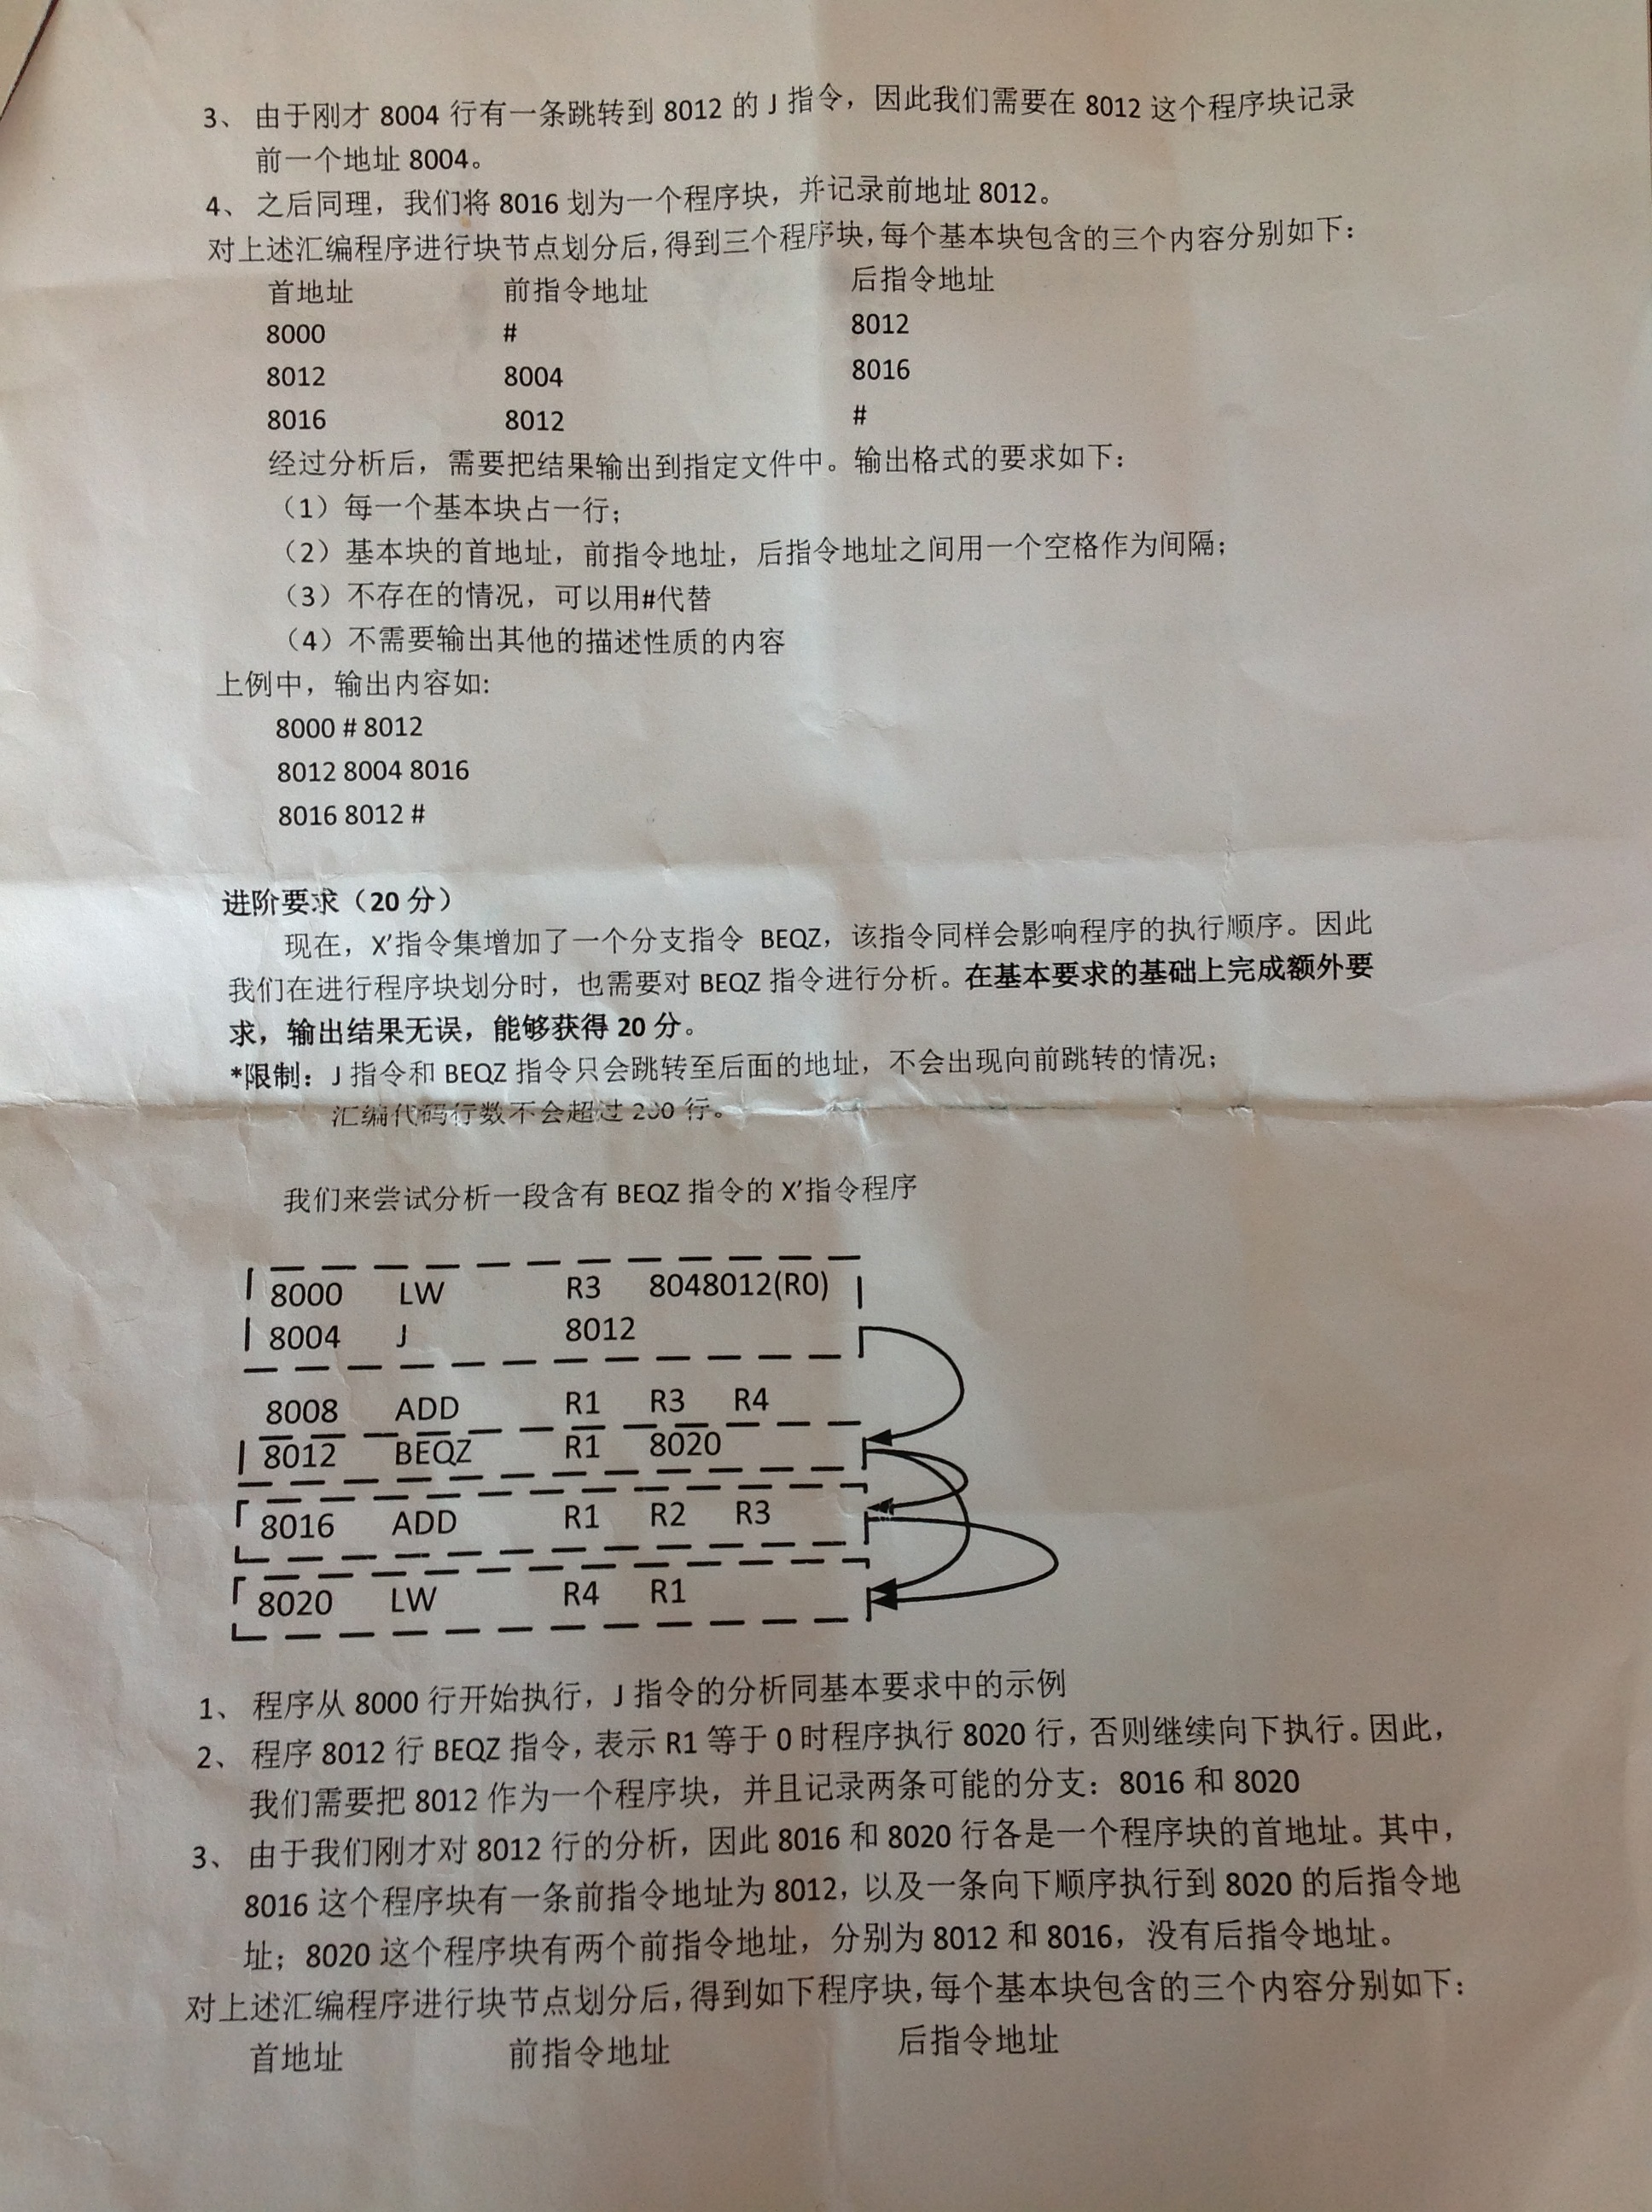 3、 由于刚才 8004 行有一条跳转到 8012 的 J 指令，因此我们需要在 8012 这个程序块记录
前一个地址 8004。
4、 之后同理，我们将 8016 划为一个程序块，并记录前地址 8012。
对上述汇编程序进行块节点划分后，得到三个程序块，每个基本块包含的三个内容分别如下：
首地址 前指令地址 后指令地址
8000 # 8012
8012 8004 8016
8016 8012 #
经过分析后，需要把结果输出到指定文件中。输出格式的要求如下：
（1）每一个基本块占一行；
（2）基本块的首地址，前指令地址，后指令地址之间用一个空格作为间隔；
（3）不存在的情况，可以用#代替
（4）不需要输出其他的描述性质的内容
上例中，输出内容如:
8000 # 8012
8012 8004 8016
8016 8012 #
进阶要求（20 分）
现在，X’指令集增加了一个分支指令 BEQZ，该指令同样会影响程序的执行顺序。因此
我们在进行程序块划分时，也需要对 BEQZ 指令进行分析。在基本要求的基础上完成额外要
求，输出结果无误，能够获得 20 分。
*限制：J 指令和 BEQZ 指令只会跳转至后面的地址，不会出现向前跳转的情况；
汇编代码行数不会超过 200 行。
我们来尝试分析一段含有 BEQZ 指令的 X’指令程序
8000 LW R3 8048012(R0)
8004 J 8012
8008 ADD R1 R3 R4
8012 BEQZ R1 8020
8016 ADD R1 R2 R3
8020 LW R4 R1
1、 程序从 8000 行开始执行，J 指令的分析同基本要求中的示例
2、 程序 8012 行 BEQZ 指令，表示 R1 等于 0 时程序执行 8020 行，否则继续向下执行。因此，
我们需要把 8012 作为一个程序块，并且记录两条可能的分支：8016 和 8020
3、 由于我们刚才对 8012 行的分析，因此 8016 和 8020 行各是一个程序块的首地址。其中，
8016 这个程序块有一条前指令地址为 8012，以及一条向下顺序执行到 8020 的后指令地
址；8020 这个程序块有两个前指令地址，分别为 8012 和 8016，没有后指令地址。
对上述汇编程序进行块节点划分后，得到如下程序块，每个基本块包含的三个内容分别如下：
首地址 前指令地址 后指令地址